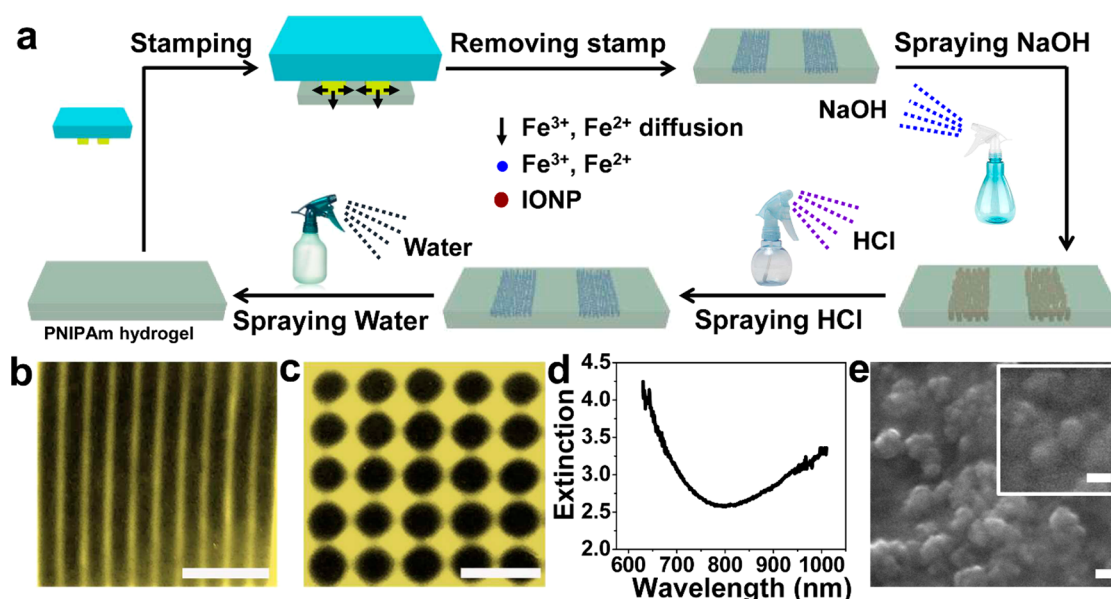 a
Stamping
Removing stamp
Spraying NaOH
NaOH
Fe³⁺, Fe²⁺ diffusion
Fe³⁺, Fe²⁺
IONP
Water
HCl
PNIPAm hydrogel
Spraying Water
Spraying HCl
b
c
d
e
4.5
4.0
3.5
3.0
2.5
2.0
Extinction
600 700 800 900 1000
Wavelength (nm)